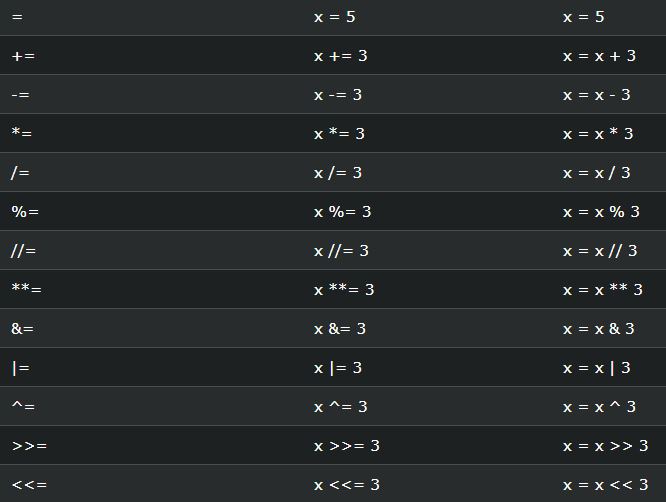 = x = 5 x = 5
+= x += 3 x = x + 3
-= x -= 3 x = x - 3
*= x *= 3 x = x * 3
/= x /= 3 x = x / 3
%= x %= 3 x = x % 3
//= x //= 3 x = x // 3
**= x **= 3 x = x ** 3
&= x &= 3 x = x & 3
|= x |= 3 x = x | 3
^= x ^= 3 x = x ^ 3
>>= x >>= 3 x = x >> 3
<<= x <<= 3 x = x << 3